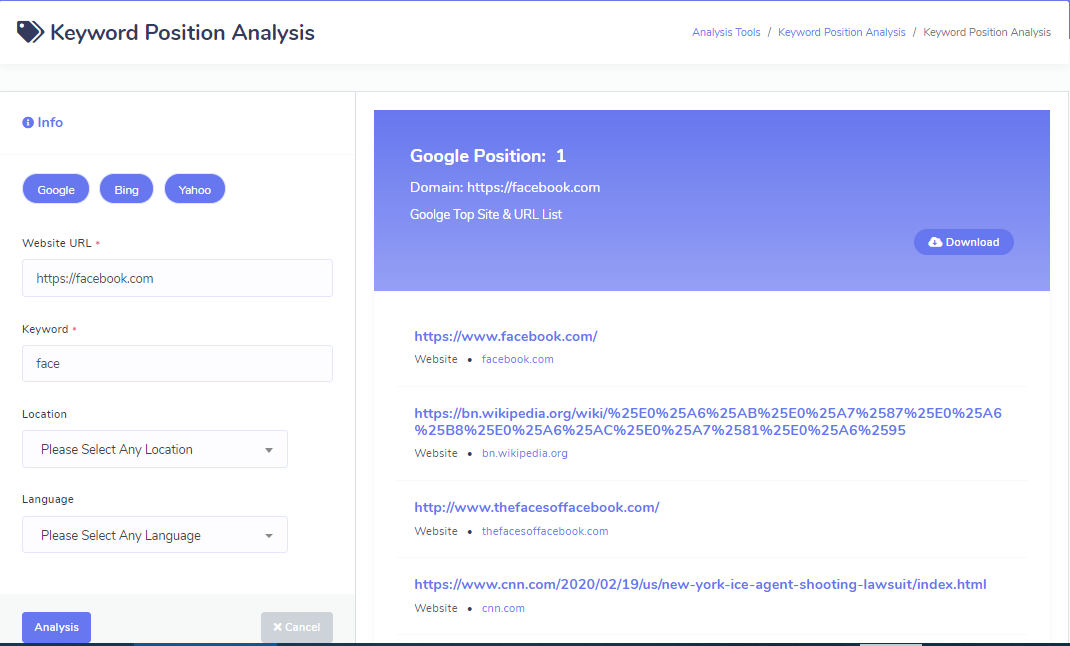 Keyword Position Analysis
Analysis Tools / Keyword Position Analysis / Keyword Position Analysis
Info
Google Bing Yahoo
Website URL *
https://facebook.com
Keyword *
face
Location
Please Select Any Location
Language
Please Select Any Language
Analysis
Cancel
Google Position: 1
Domain: https://facebook.com
Goolge Top Site & URL List
Download
https://www.facebook.com/
Website • facebook.com
https://bn.wikipedia.org/wiki/%25E0%25A6%25AB%25E0%25A7%2587%25E0%25A6
%25B8%25E0%25A6%25AC%25E0%25A7%2581%25E0%25A6%2595
Website • bn.wikipedia.org
http://www.thefacesoffacebook.com/
Website • thefacesoffacebook.com
https://www.cnn.com/2020/02/19/us/new-york-ice-agent-shooting-lawsuit/index.html
Website • cnn.com